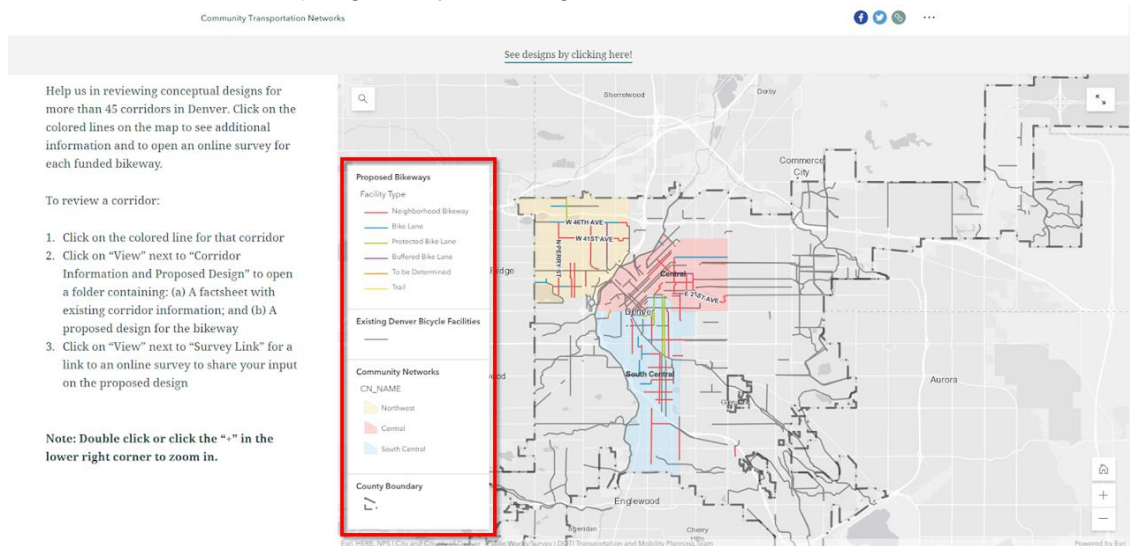 Community Transportation Networks
See designs by clicking here!
Help us in reviewing conceptual designs for
more than 45 corridors in Denver. Click on the
colored lines on the map to see additional
information and to open an online survey for
each funded bikeway.
To review a corridor:
1. Click on the colored line for that corridor
2. Click on “View” next to “Corridor
Information and Proposed Design” to open
a folder containing: (a) A factsheet with
existing corridor information; and (b) A
proposed design for the bikeway
3. Click on “View” next to “Survey Link” for a
link to an online survey to share your input
on the proposed design
Note: Double click or click the “+” in the
lower right corner to zoom in.
Proposed Bikeways
Facility Type
Neighborhood Bikeway
Bike Lane
Protected Bike Lane
Buffered Bike Lane
To be Determined
Trail
Existing Denver Bicycle Facilities
Community Networks
CN_NAME
Northwest
Central
South Central
County Boundary
Sherrelwood
Derby
Commerce
City
W 46TH AVE
W 41ST AVE
N PERRY ST
Central
E 21ST AVE
Denver
South Central
Aurora
Englewood
Sheridan
Cherry
Powered by Esri